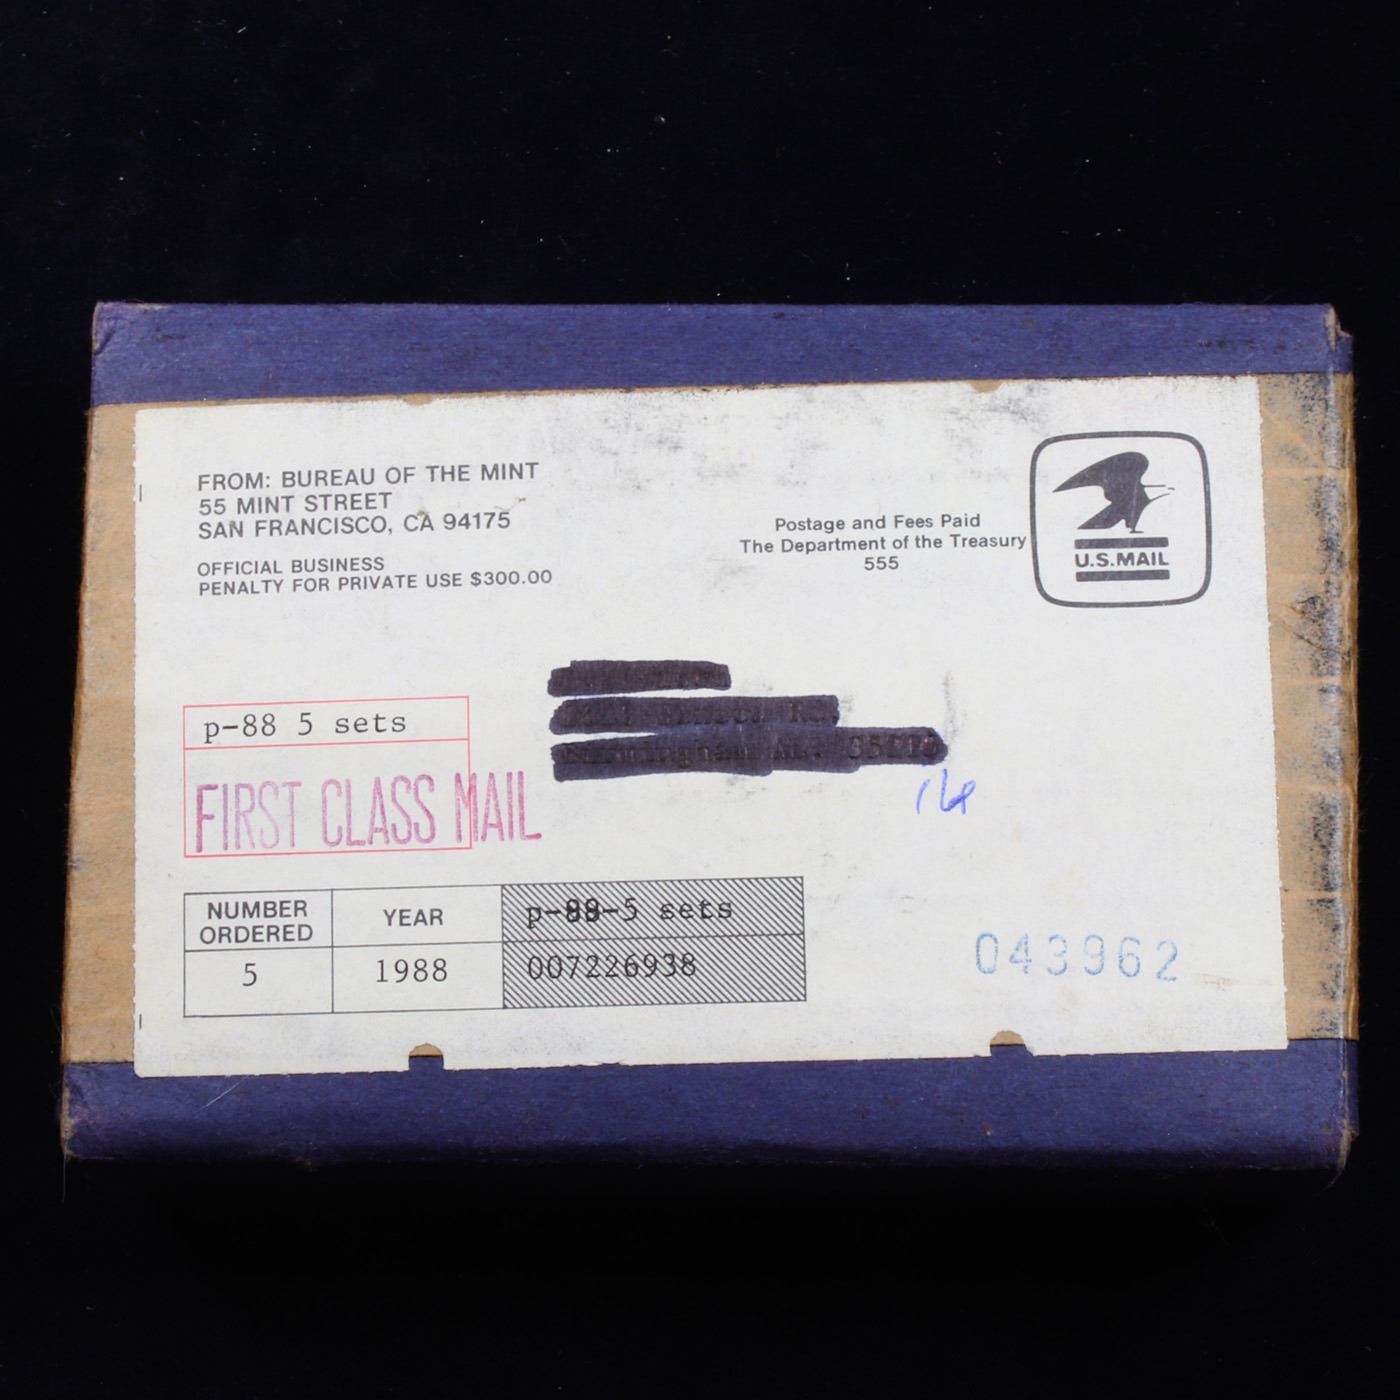 FROM: BUREAU OF THE MINT
55 MINT STREET
SAN FRANCISCO, CA 94175
OFFICIAL BUSINESS
PENALTY FOR PRIVATE USE $300.00
Postage and Fees Paid
The Department of the Treasury
555
U.S.MAIL
p-88 5 sets
FIRST CLASS MAIL
NUMBER ORDERED
YEAR
p-88-5 sets
5
1988
007226938
043962